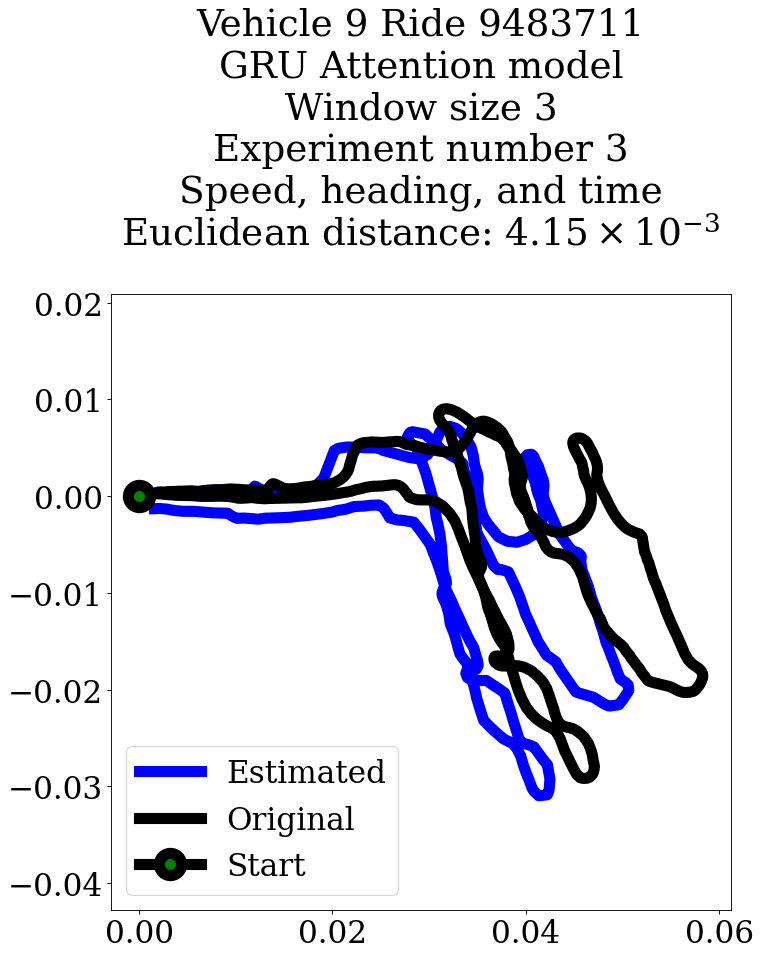 Vehicle 9 Ride 9483711
GRU Attention model
Window size 3
Experiment number 3
Speed, heading, and time
Euclidean distance: 4.15 × 10⁻³
0.02
0.01
0.00
−0.01
−0.02
−0.03
−0.04
Estimated
Original
Start
0.00 0.02 0.04 0.06